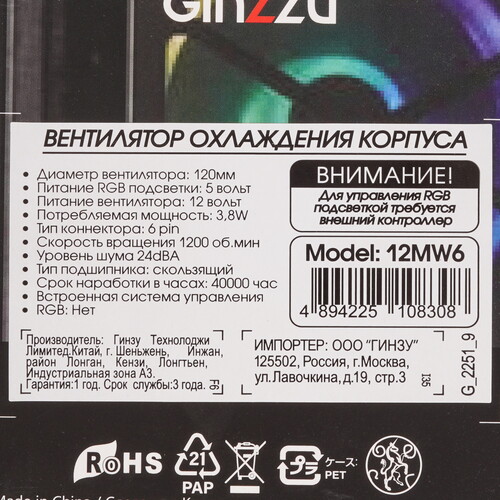 GinZZU
ВЕНТИЛЯТОР ОХЛАЖДЕНИЯ КОРПУСА
• Диаметр вентилятора: 120мм
• Питание RGB подсветки: 5 вольт
• Питание вентилятора: 12 вольт
• Потребляемая мощность: 3,8W
• Тип коннектора: 6 pin
• Скорость вращения 1200 об.мин
• Уровень шума 24dBA
• Тип подшипника: скользящий
• Срок наработки в часах: 40000 час
• Встроенная система управления
• RGB: Нет
ВНИМАНИЕ!
Для управления RGB
подсветкой требуется
внешний контроллер
Model: 12MW6
4 894225 108308
Производитель: Гинзу Технолоджи
Лимитед.Китай, г. Шеньжень, Инжан,
район Лонган, Кензи, Лонгтьен,
Индустриальная зона А3.
Гарантия:1 год. Срок службы:3 года.
F6
ИМПОРТЕР: ООО "ГИНЗУ"
125502, Россия, г.Москва,
ул.Лавочкина, д.19, стр.3
135
G_2251_9
RoHS
21
PAP
ケース:
PET
Made in China /